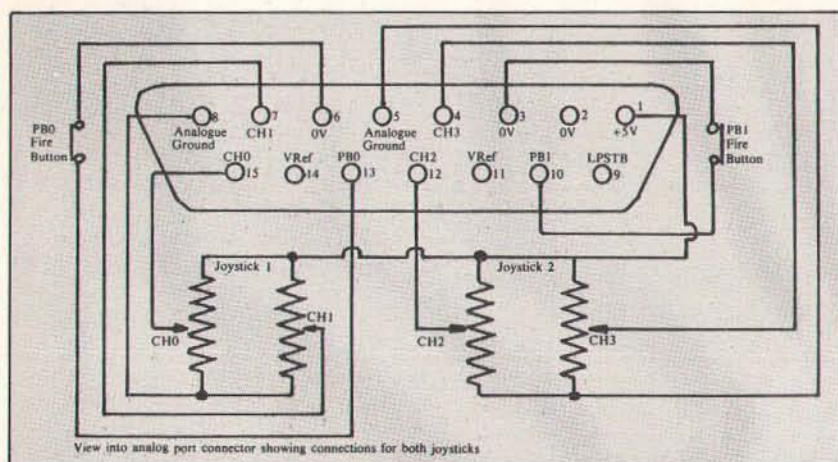 8 7 6 5 4 3 2 1
Analogue Ground CH1 0V Analogue Ground CH3 0V 0V +5V
PB0 Fire Button
PB1 Fire Button
CH0 VRef PB0 CH2 VRef PB1 LPSTB
15 14 13 12 11 10 9
Joystick 1 Joystick 2
CH0 CH1 CH2 CH3
View into analog port connector showing connections for both joysticks